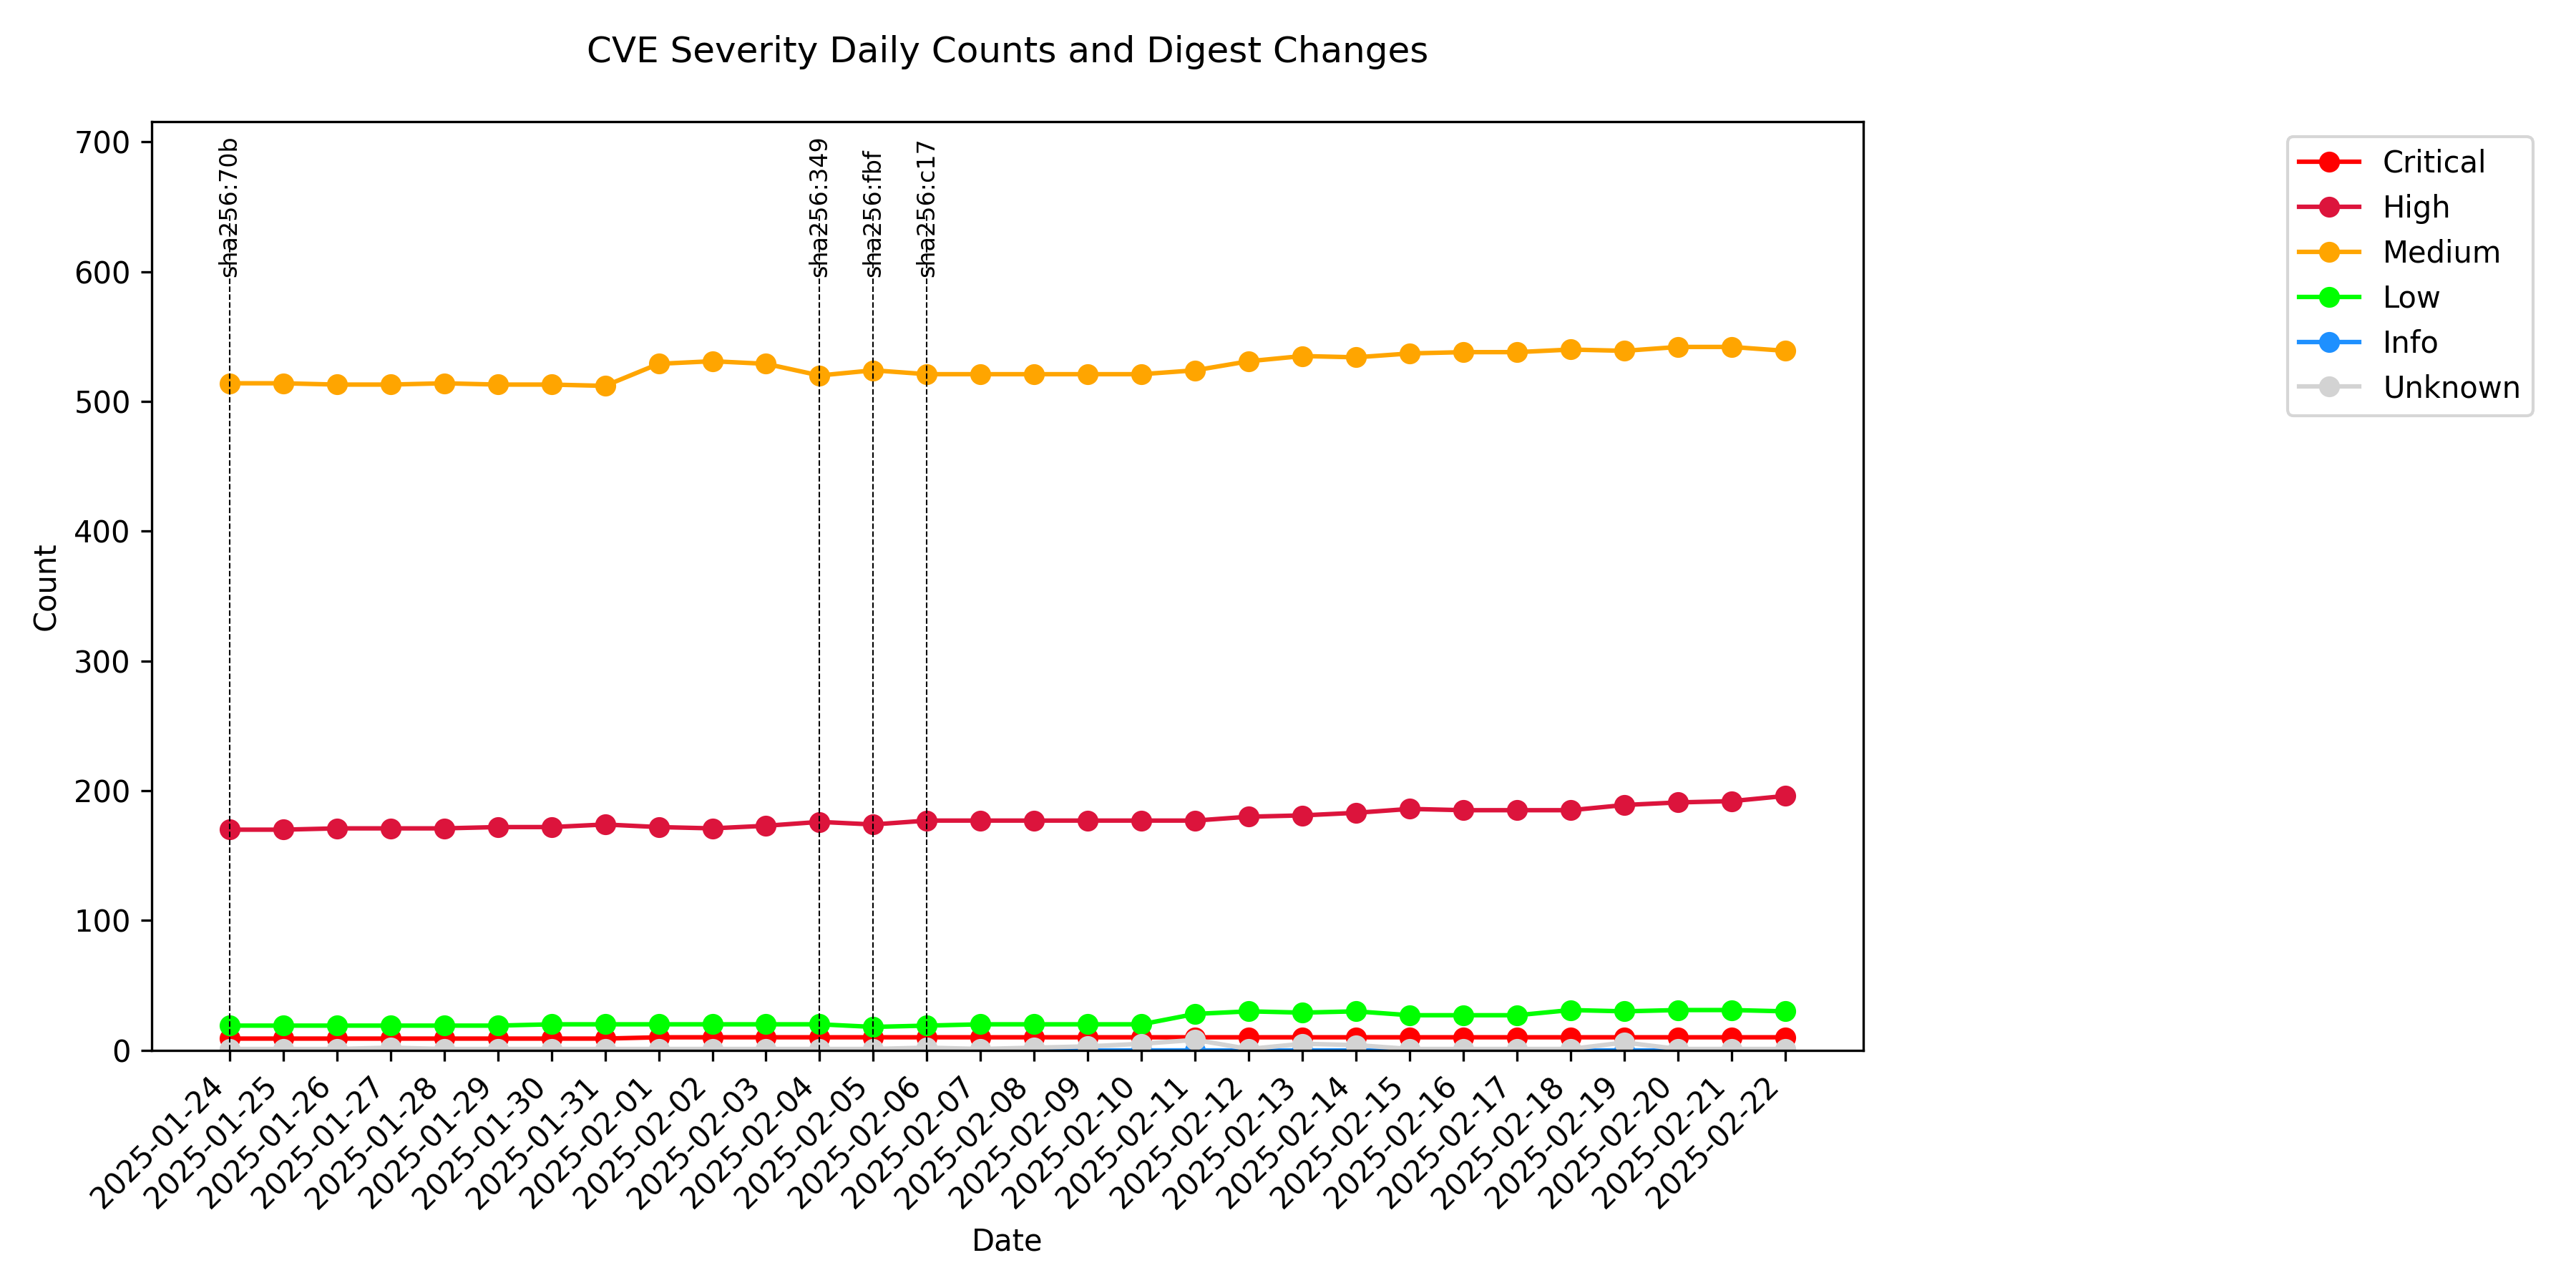 CVE Severity Daily Counts and Digest Changes
700
600
500
400
300
200
100
0
Count
sha256:70b
sha256:349
sha256:fbf
sha256:c17
Critical
High
Medium
Low
Info
Unknown
2025-01-24
2025-01-25
2025-01-26
2025-01-27
2025-01-28
2025-01-29
2025-01-30
2025-01-31
2025-02-01
2025-02-02
2025-02-03
2025-02-04
2025-02-05
2025-02-06
2025-02-07
2025-02-08
2025-02-09
2025-02-10
2025-02-11
2025-02-12
2025-02-13
2025-02-14
2025-02-15
2025-02-16
2025-02-17
2025-02-18
2025-02-19
2025-02-20
2025-02-21
2025-02-22
Date